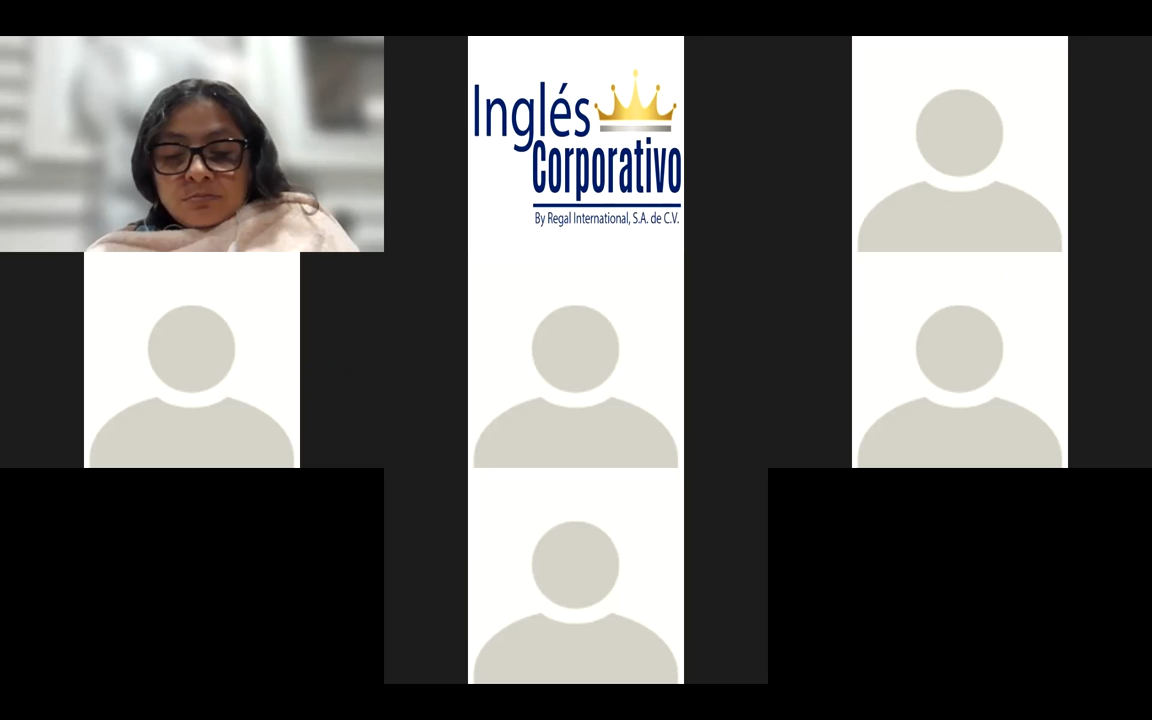 Inglés
Corporativo
By Regal International, S.A. de C.V.